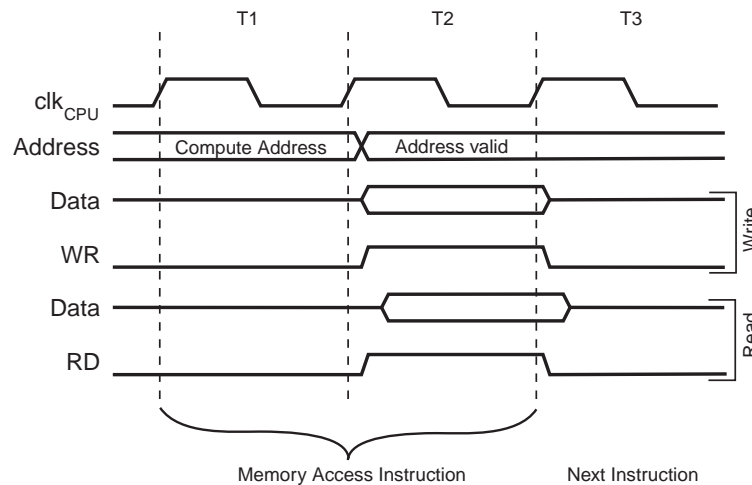 T1 T2 T3
clkCPU
Address Compute Address Address valid
Data
WR
Write
Data
RD
Read
Memory Access Instruction Next Instruction